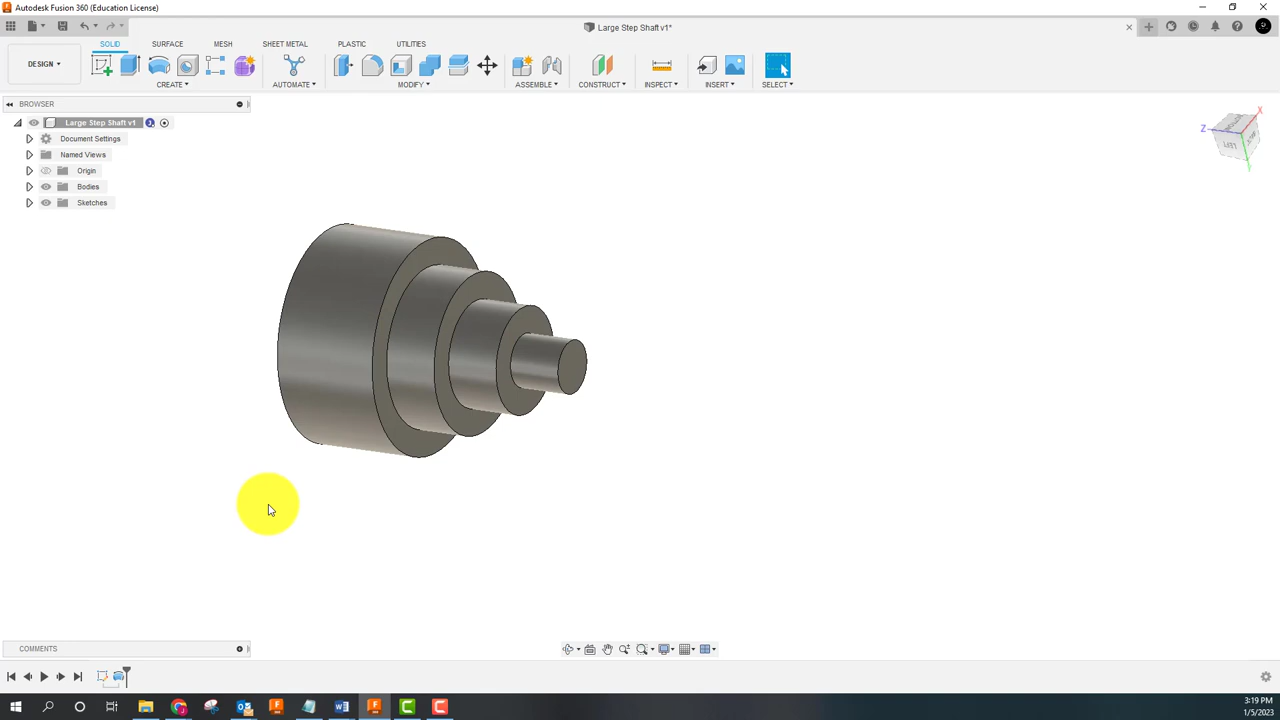 Autodesk Fusion 360 (Education License)
Large Step Shaft v1*
DESIGN
SOLID
SURFACE
MESH
SHEET METAL
PLASTIC
UTILITIES
CREATE
AUTOMATE
MODIFY
ASSEMBLE
CONSTRUCT
INSPECT
INSERT
SELECT
BROWSER
Large Step Shaft v1
Document Settings
Named Views
Origin
Bodies
Sketches
X
Z
LEFT
Y
COMMENTS
3:19 PM
1/5/2023